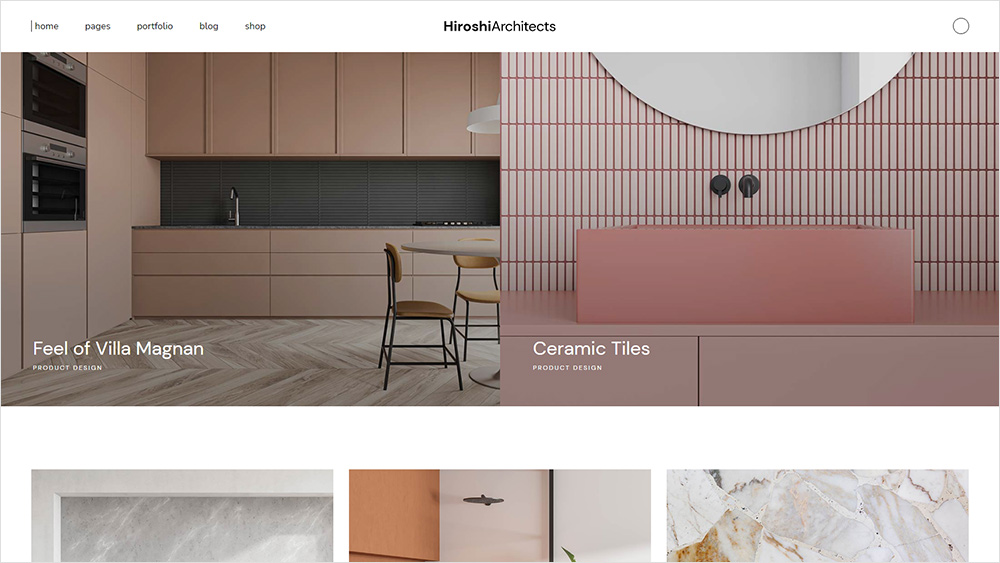 home pages portfolio blog shop
HiroshiArchitects
Feel of Villa Magnan
PRODUCT DESIGN
Ceramic Tiles
PRODUCT DESIGN